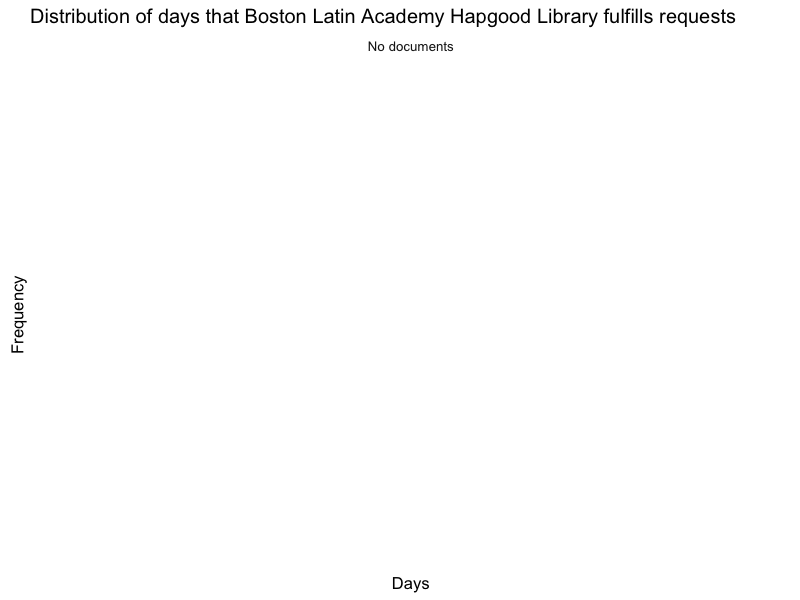 Distribution of days that Boston Latin Academy Hapgood Library fulfills requests
No documents
Frequency
Days